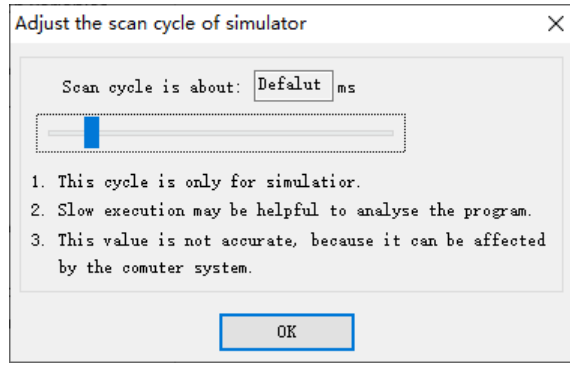 Adjust the scan cycle of simulator
Scan cycle is about: Defalut ms
1. This cycle is only for simulatior.
2. Slow execution may be helpful to analyse the program.
3. This value is not accurate, because it can be affected
by the comuter system.
OK